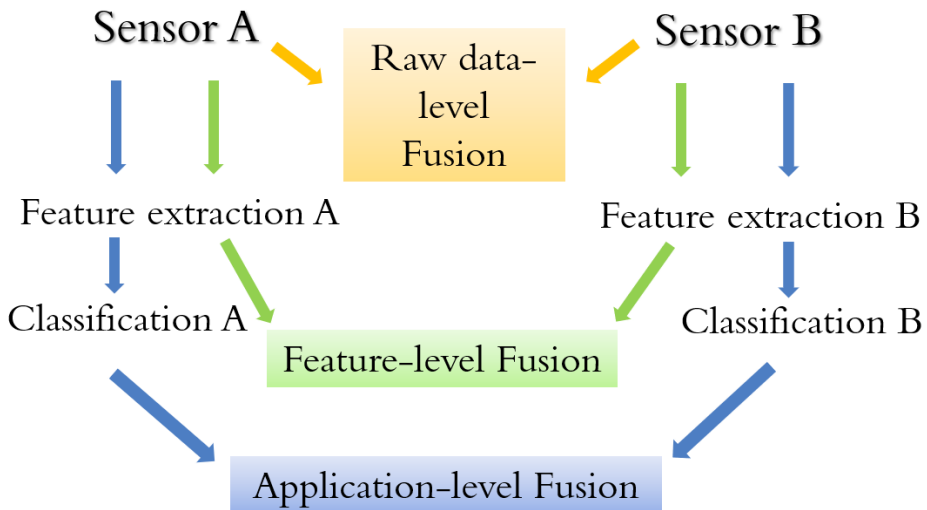 Sensor A
Sensor B
Raw data-
level
Fusion
Feature extraction A
Feature extraction B
Classification A
Classification B
Feature-level Fusion
Application-level Fusion